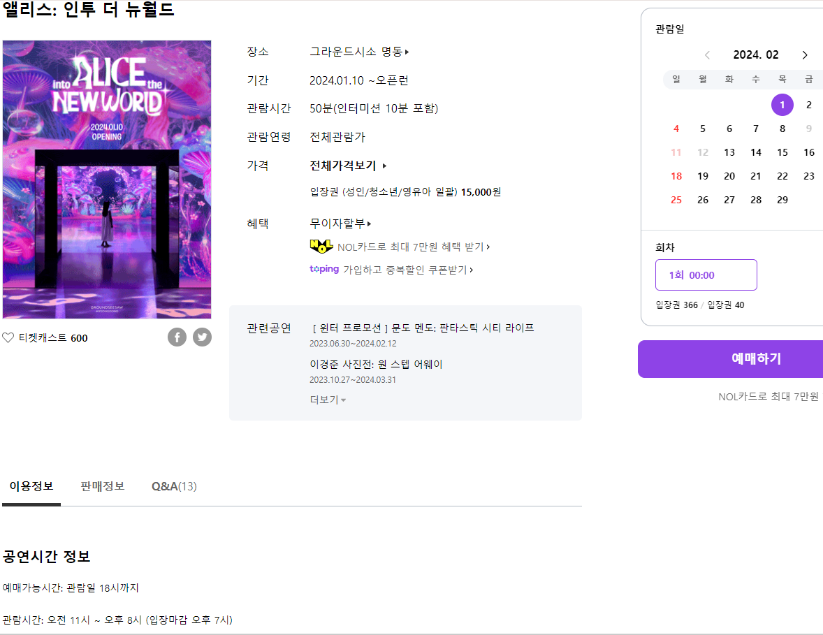 앨리스: 인투 더 뉴월드
into ALICE the
NEW WORLD
2024.01.10
OPENING
티켓캐스트 600
장소 그라운드시소 명동
기간 2024.01.10 ~오픈런
관람시간 50분(인터미션 10분 포함)
관람연령 전체관람가
가격 전체가격보기
입장권 (성인/청소년/영유아 일괄) 15,000원
혜택 무이자할부
NOL NOL카드로 최대 7만원 혜택 받기
toping 가입하고 중복할인 쿠폰받기
관련공연 [ 윈터 프로모션 ] 문도 멘도: 판타스틱 시티 라이프
2023.06.30~2024.02.12
이경준 사진전: 원 스텝 어웨이
2023.10.27~2024.03.31
더보기
관람일
2024. 02
일 월 화 수 목 금
1 2
4 5 6 7 8 9
11 12 13 14 15 16
18 19 20 21 22 23
25 26 27 28 29
회차
1회 00:00
입장권 366 / 입장권 40
예매하기
NOL카드로 최대 7만원
이용정보 판매정보 Q&A(13)
공연시간 정보
예매가능시간: 관람일 18시까지
관람시간: 오전 11시 ~ 오후 8시 (입장마감 오후 7시)